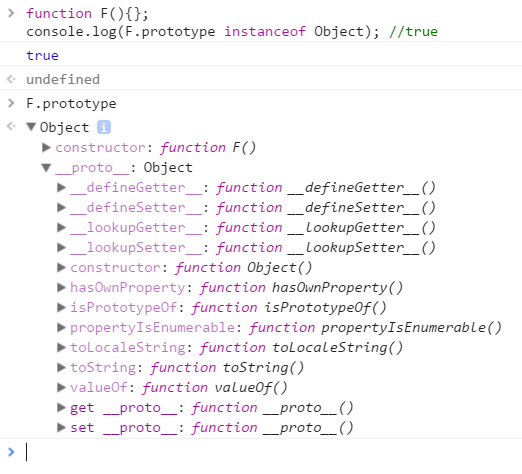 function F(){};
console.log(F.prototype instanceof Object); //true
true
undefined
F.prototype
Object i
constructor: function F()
__proto__: Object
__defineGetter__: function __defineGetter__()
__defineSetter__: function __defineSetter__()
__lookupGetter__: function __lookupGetter__()
__lookupSetter__: function __lookupSetter__()
constructor: function Object()
hasOwnProperty: function hasOwnProperty()
isPrototypeOf: function isPrototypeOf()
propertyIsEnumerable: function propertyIsEnumerable()
toLocaleString: function toLocaleString()
toString: function toString()
valueOf: function valueOf()
get __proto__: function __proto__()
set __proto__: function __proto__()